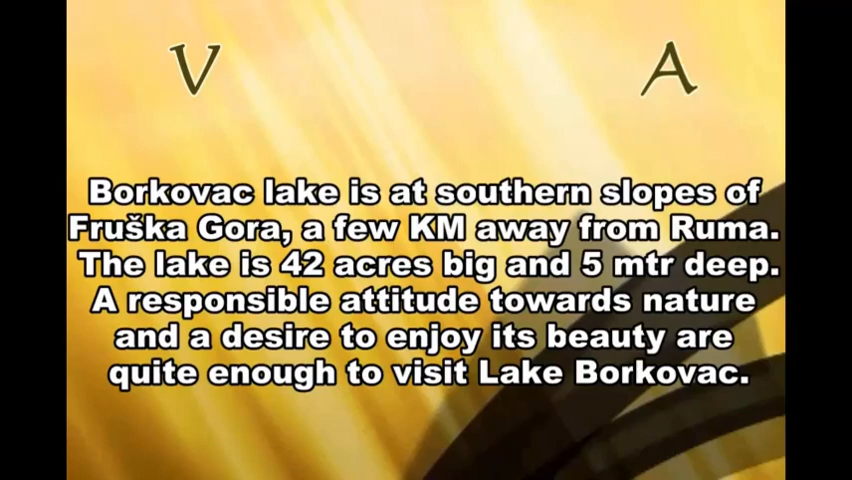 V A
Borkovac lake is at southern slopes of
Fruška Gora, a few KM away from Ruma.
The lake is 42 acres big and 5 mtr deep.
A responsible attitude towards nature
and a desire to enjoy its beauty are
quite enough to visit Lake Borkovac.